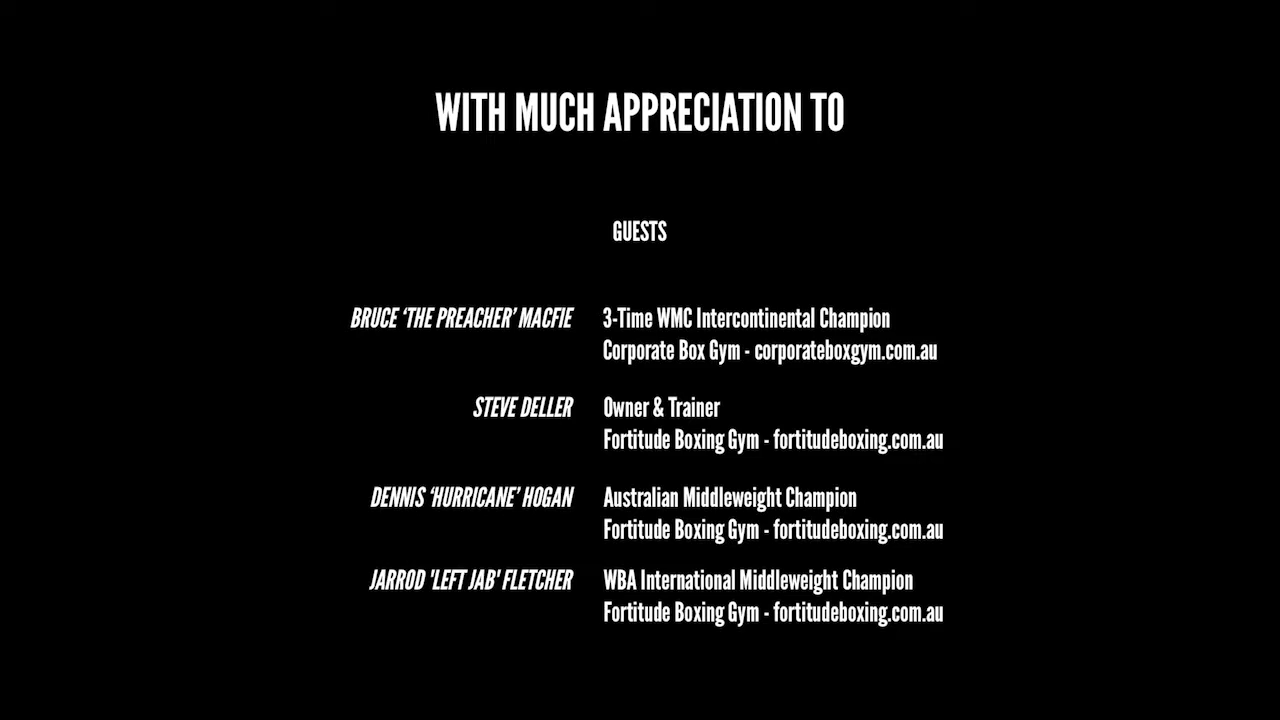 WITH MUCH APPRECIATION TO
GUESTS
BRUCE ‘THE PREACHER’ MACFIE 3-Time WMC Intercontinental Champion
Corporate Box Gym - corporateboxgym.com.au
STEVE DELLER Owner & Trainer
Fortitude Boxing Gym - fortitudeboxing.com.au
DENNIS ‘HURRICANE’ HOGAN Australian Middleweight Champion
Fortitude Boxing Gym - fortitudeboxing.com.au
JARROD 'LEFT JAB' FLETCHER WBA International Middleweight Champion
Fortitude Boxing Gym - fortitudeboxing.com.au